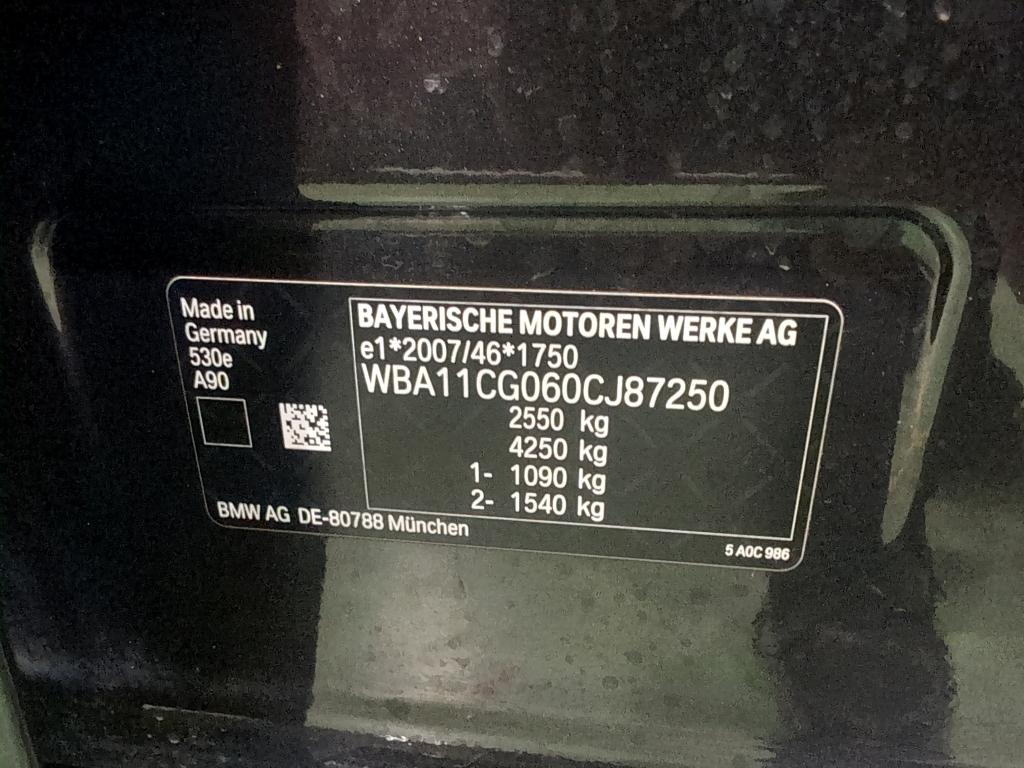 Made in
Germany
530e
A90
BAYERISCHE MOTOREN WERKE AG
e1*2007/46*1750
WBA11CG060CJ87250
2550 kg
4250 kg
1- 1090 kg
2- 1540 kg
BMW AG DE-80788 München
5 A0C 986